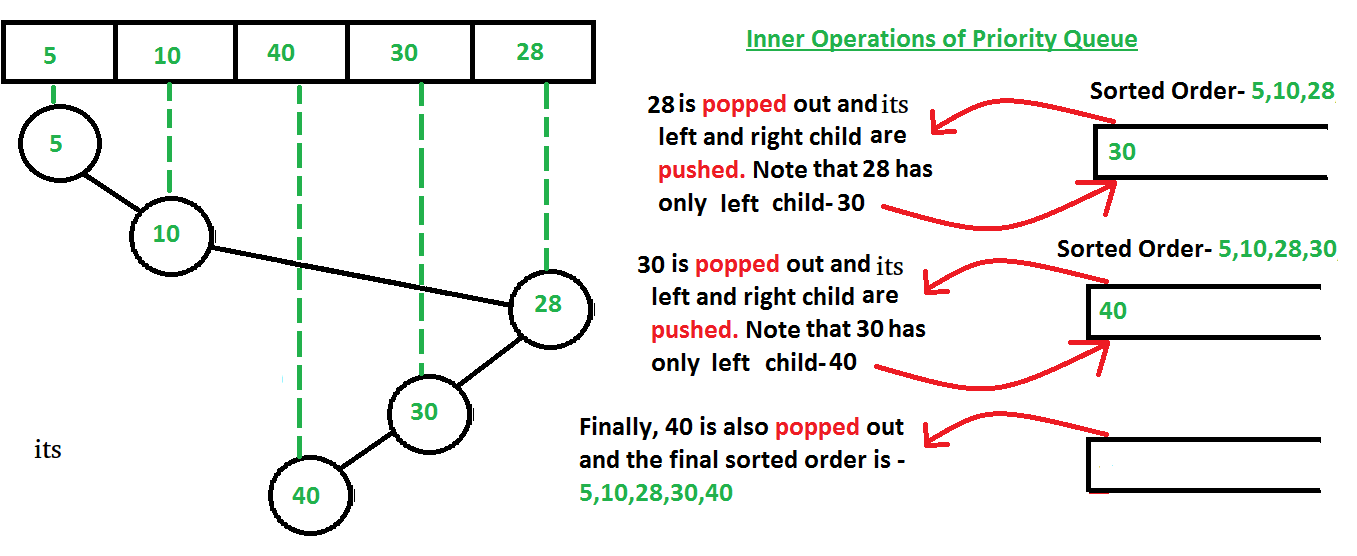 5 10 40 30 28
5
10
28
30
40
its
Inner Operations of Priority Queue
Sorted Order- 5,10,28
28 is popped out and its
left and right child are
pushed. Note that 28 has
only left child- 30
30
Sorted Order- 5,10,28,30
30 is popped out and its
left and right child are
pushed. Note that 30 has
only left child- 40
40
Finally, 40 is also popped out
and the final sorted order is -
5,10,28,30,40